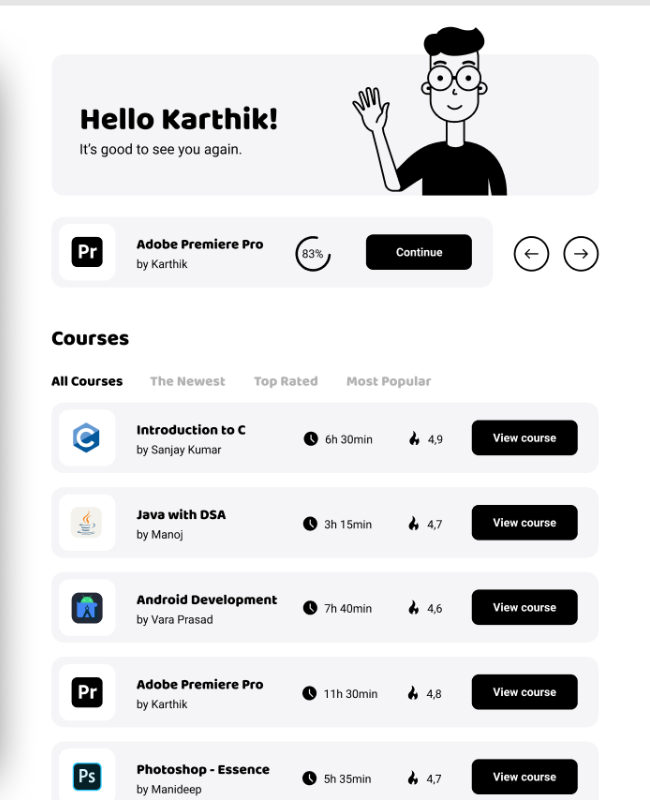 Hello Karthik!
It's good to see you again.
Pr
Adobe Premiere Pro
by Karthik
83%
Continue
Courses
All Courses The Newest Top Rated Most Popular
C
Introduction to C
by Sanjay Kumar
6h 30min
4,9
View course
Java with DSA
by Manoj
3h 15min
4,7
View course
Android Development
by Vara Prasad
7h 40min
4,6
View course
Pr
Adobe Premiere Pro
by Karthik
11h 30min
4,8
View course
Ps
Photoshop - Essence
by Manideep
5h 35min
4,7
View course